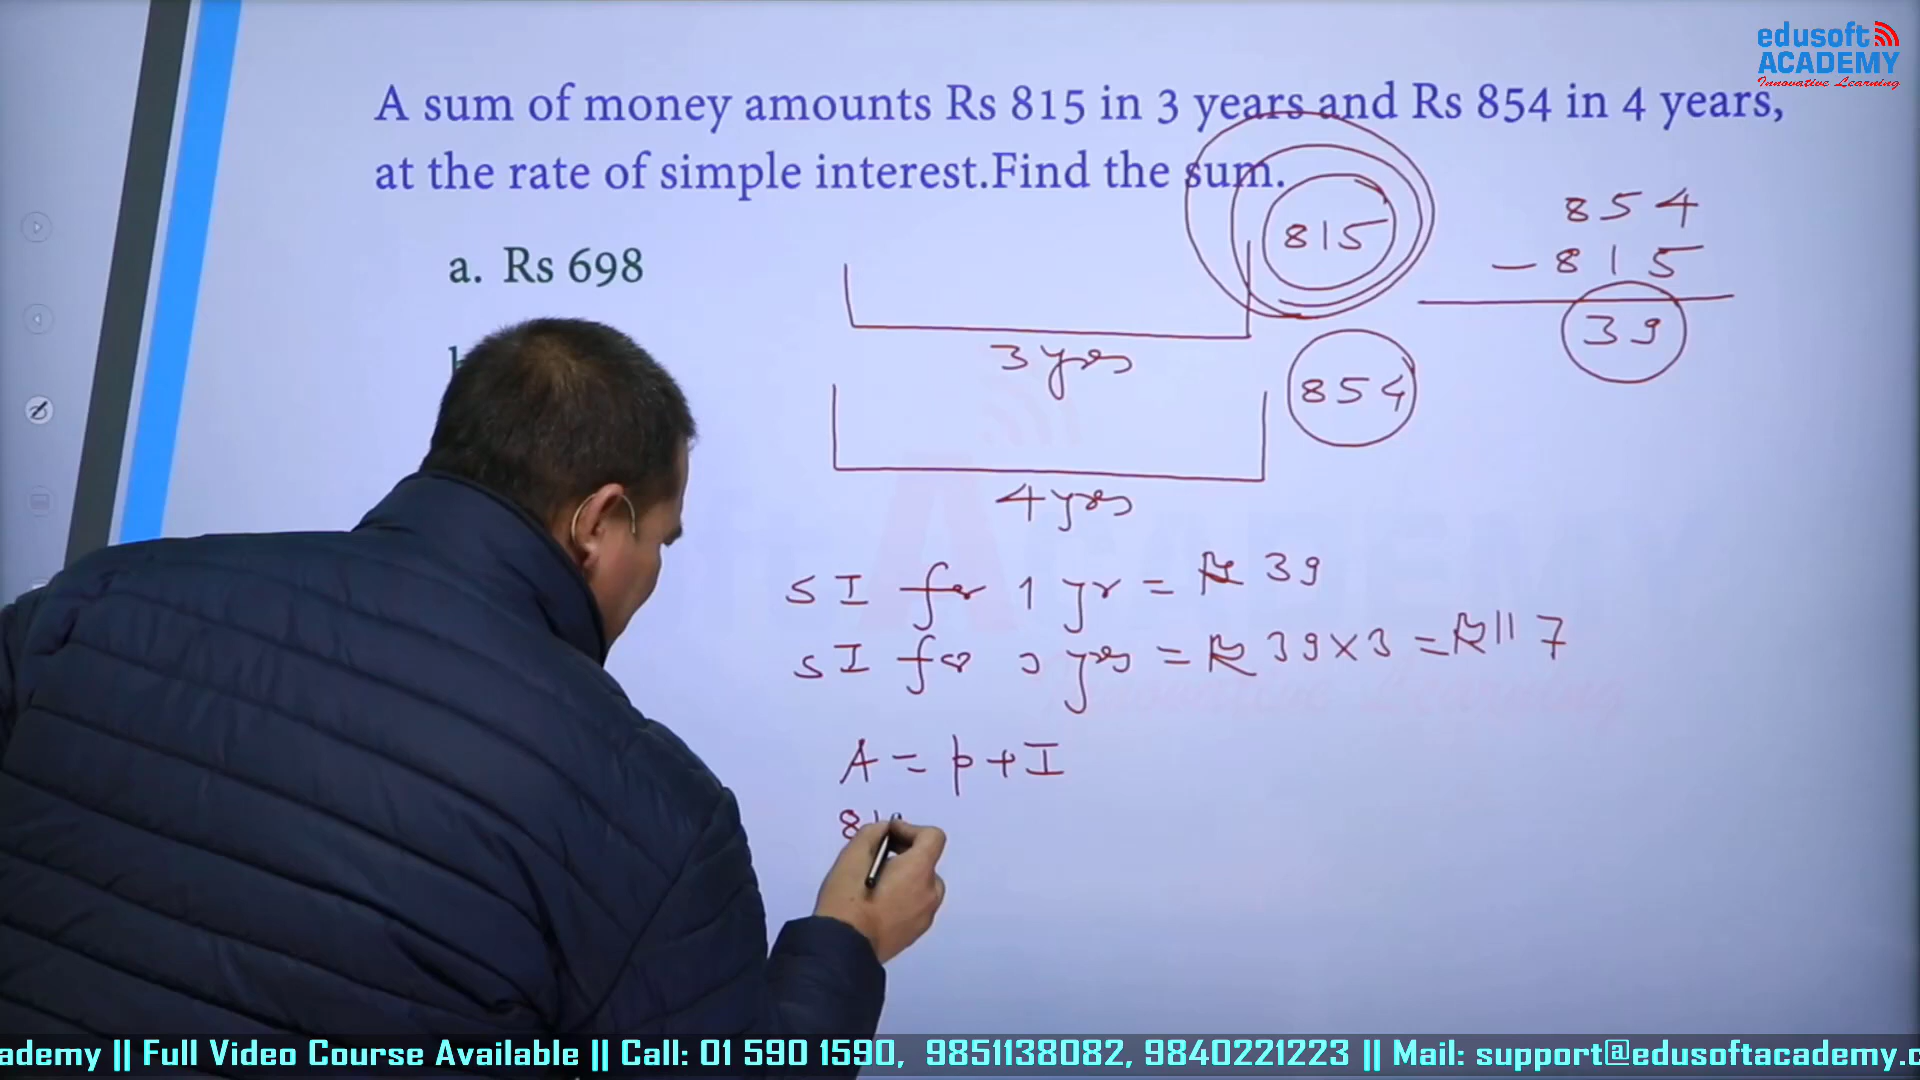 edusoft
ACADEMY
Innovative Learning
A sum of money amounts Rs 815 in 3 years and Rs 854 in 4 years,
at the rate of simple interest.Find the sum.
a. Rs 698
815
3 yrs
854
4 yrs
854
- 815
39
SI for 1 yr = Rs 39
SI for 3 yrs = Rs 39 × 3 = Rs 117
A = p + I
81
Innovative Learning
ademy || Full Video Course Available || Call: 01 590 1590, 9851138082, 9840221223 || Mail: support@edusoftacademy.c